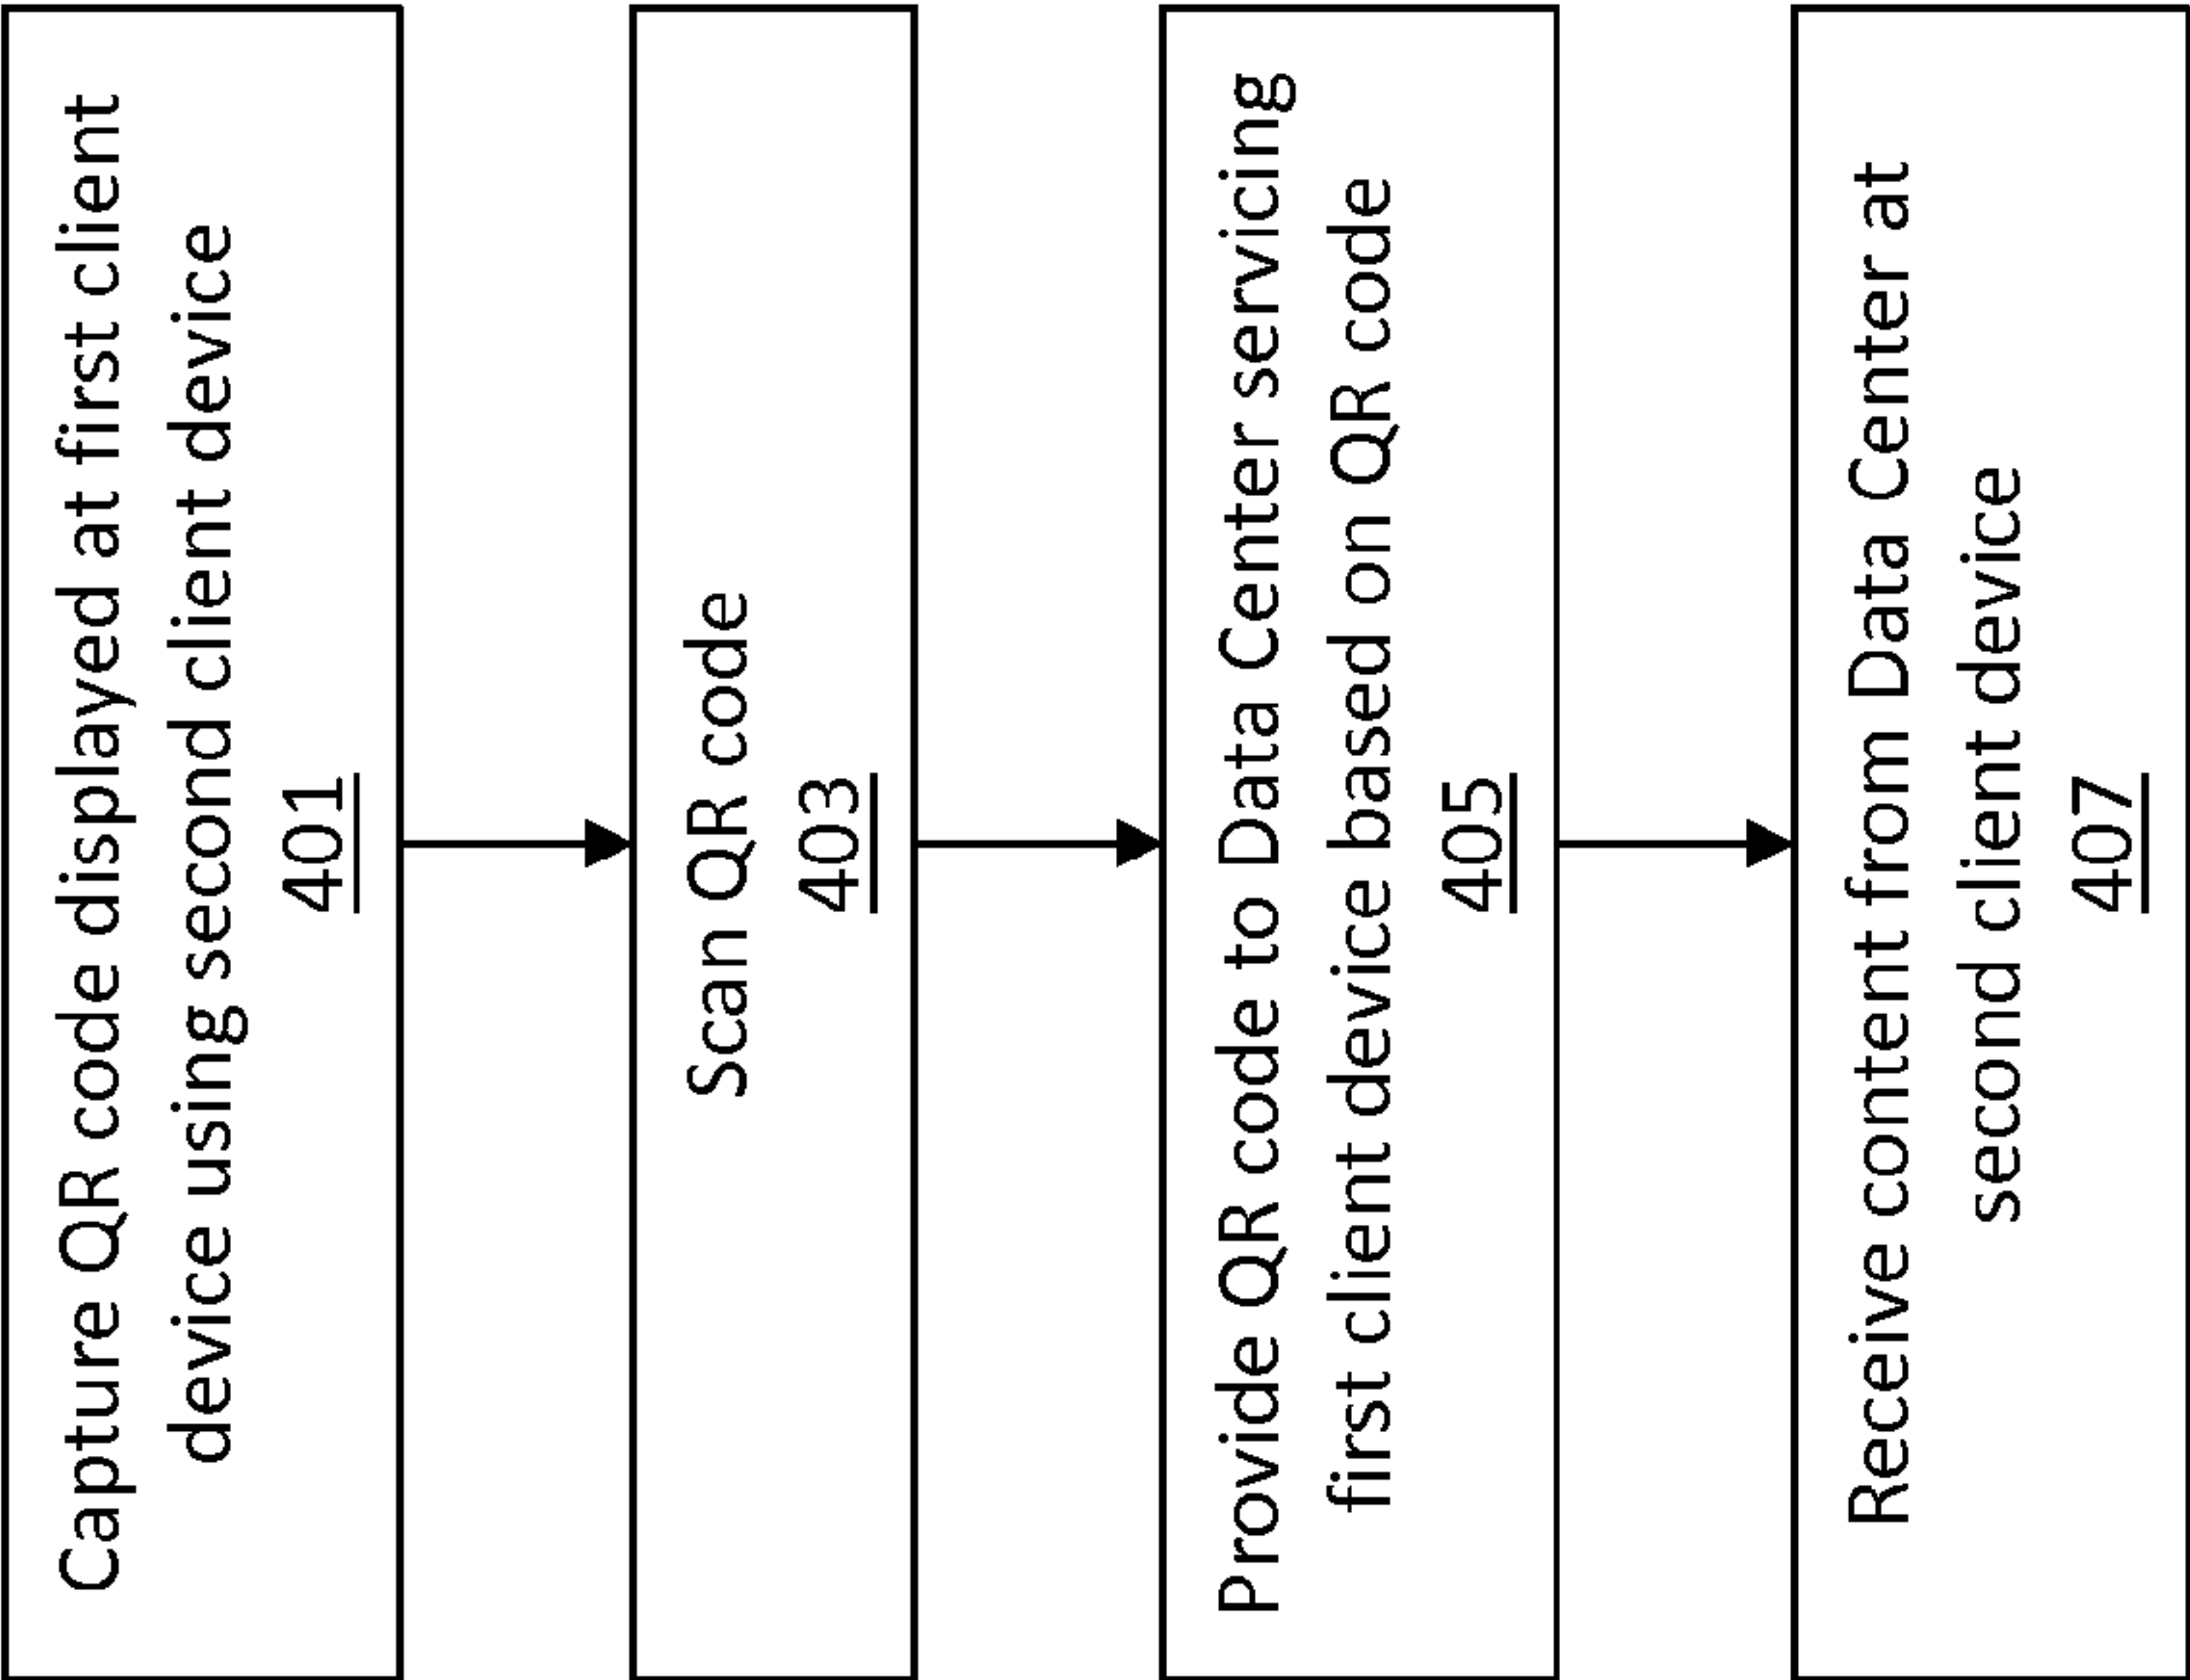 Capture QR code displayed at first client
device using second client device
401
Scan QR code
403
Provide QR code to Data Center servicing
first client device based on QR code
405
Receive content from Data Center at
second client device
407